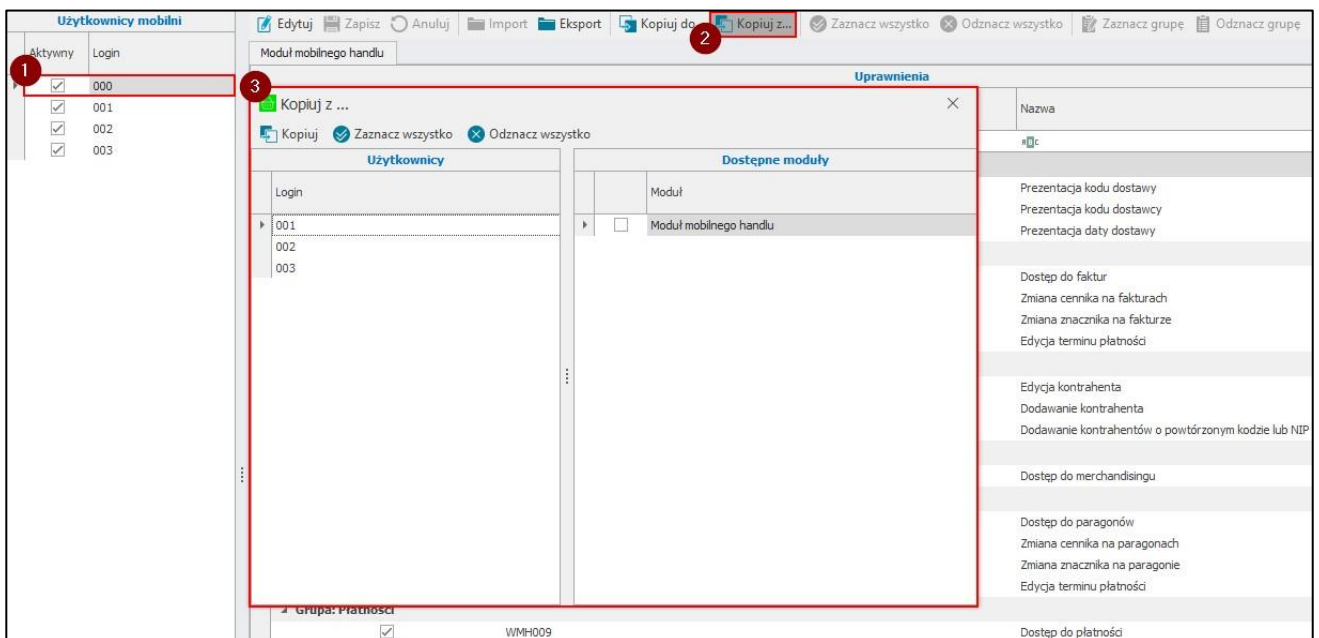 Użytkownicy mobilni
Edytuj Zapisz Anuluj Import Eksport Kopiuj do Kopiuj z... Zaznacz wszystko Odznacz wszystko Zaznacz grupę Odznacz grupę
2
Aktywny Login
Moduł mobilnego handlu
1
Uprawnienia
000
3
Kopiuj z ...
Nazwa
001
002
003
Kopiuj Zaznacz wszystko Odznacz wszystko
Użytkownicy
Dostępne moduły
Login
Moduł
001
Moduł mobilnego handlu
002
003
Prezentacja kodu dostawy
Prezentacja kodu dostawcy
Prezentacja daty dostawy
Dostęp do faktur
Zmiana cennika na fakturach
Zmiana znacznika na fakturze
Edycja terminu płatności
Edycja kontrahenta
Dodawanie kontrahenta
Dodawanie kontrahentów o powtórzonym kodzie lub NIP
Dostęp do merchandisingu
Dostęp do paragonów
Zmiana cennika na paragonach
Zmiana znacznika na paragonie
Edycja terminu płatności
Grupa: Płatności
WMH009
Dostęp do płatności